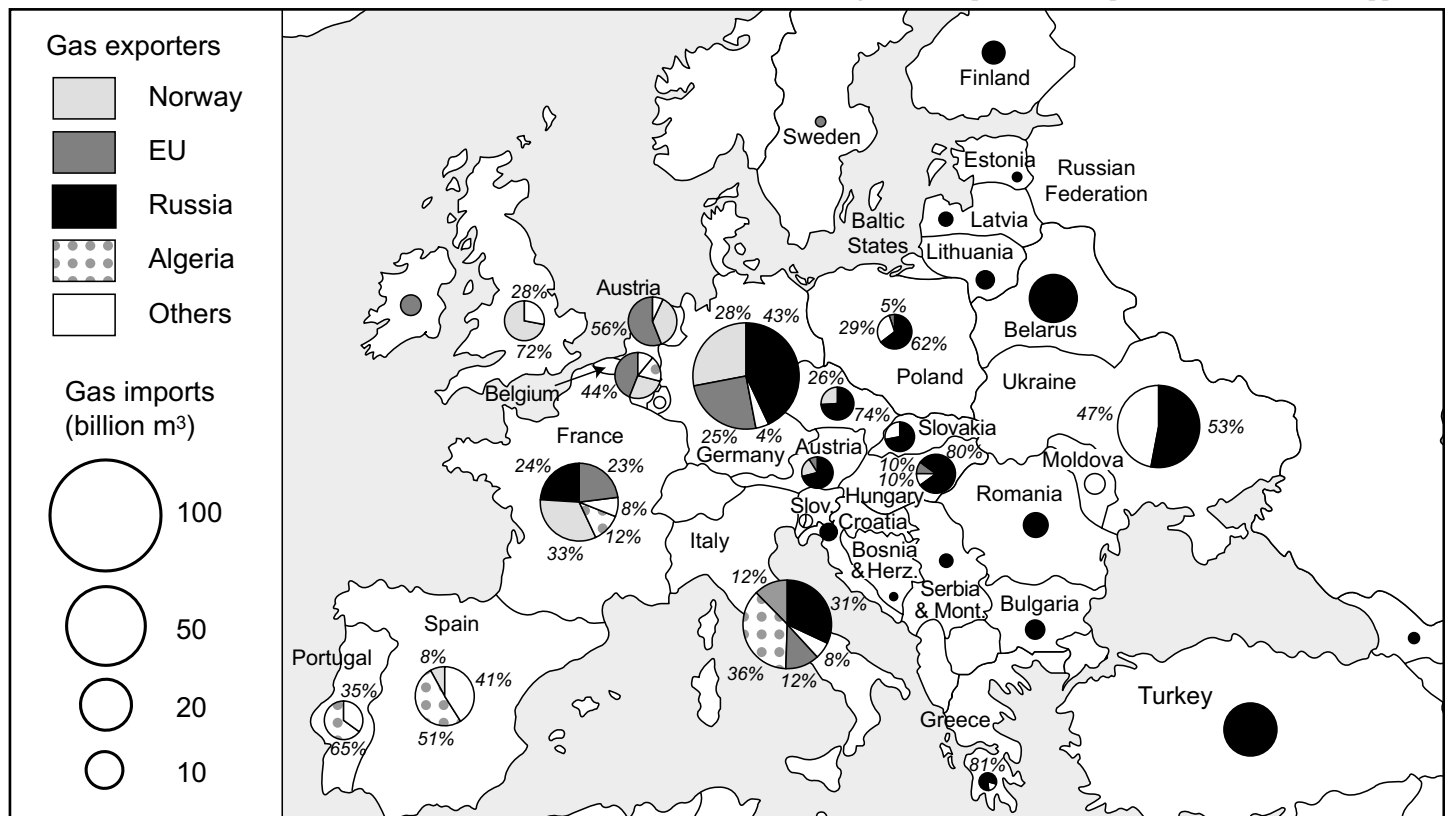 Gas exporters
Norway
EU
Russia
Algeria
Others
Gas imports
(billion m³)
100
50
20
10
Finland
Sweden
Estonia
Russian
Federation
Baltic
States
Latvia
Lithuania
Belarus
28%
72%
Austria
56%
Belgium
44%
28%
43%
25%
4%
Germany
5%
29%
62%
Poland
26%
74%
Slovakia
Ukraine
47%
53%
France
24%
23%
8%
12%
33%
Austria
80%
10%
10%
Hungary
Moldova
Romania
Slov.
Croatia
Italy
Bosnia
& Herz.
Serbia
& Mont.
Bulgaria
12%
31%
8%
12%
36%
Spain
8%
41%
51%
Portugal
35%
65%
Greece
81%
Turkey